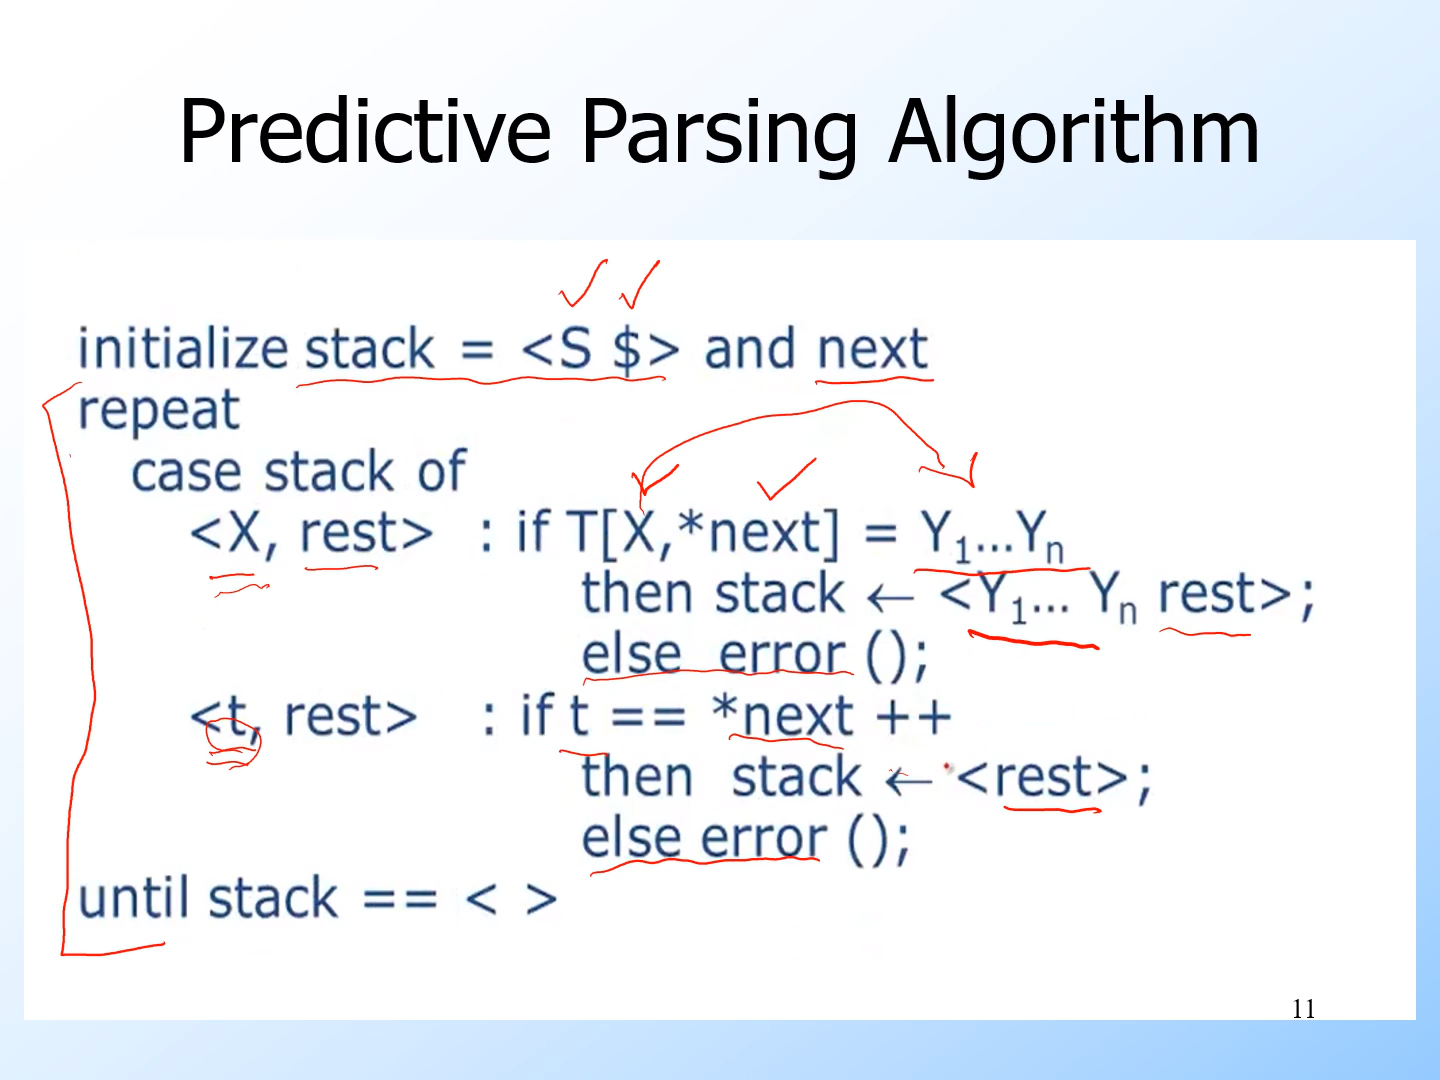 Predictive Parsing Algorithm
initialize stack = <S $> and next
repeat
case stack of
<X, rest> : if T[X,*next] = Y₁...Yₙ
then stack ← <Y₁... Yₙ rest>;
else error ();
<t, rest> : if t == *next ++
then stack ← <rest>;
else error ();
until stack == < >
11